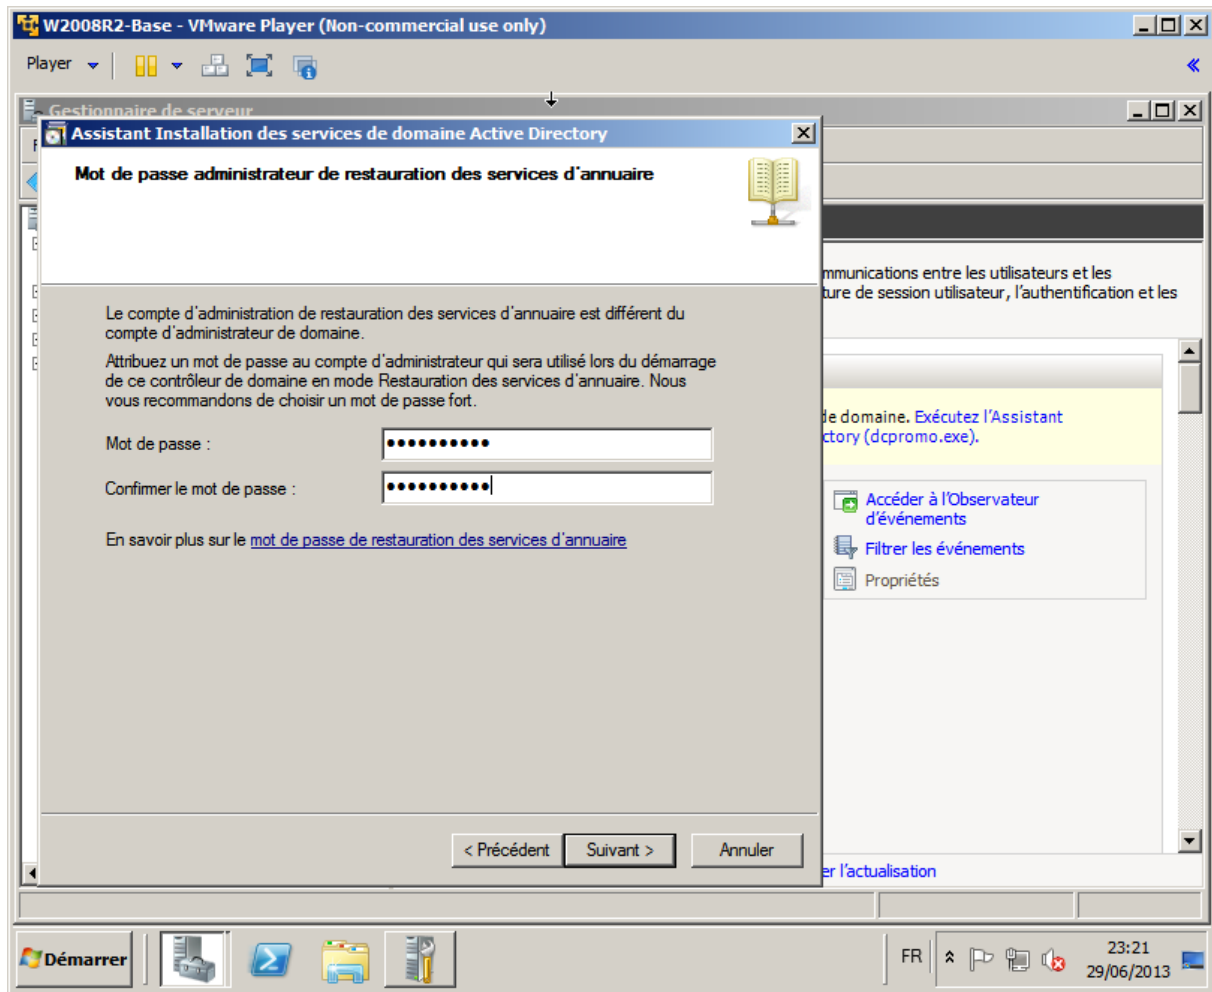 W2008R2-Base - VMware Player (Non-commercial use only)
Player
Gestionnaire de serveur
Assistant Installation des services de domaine Active Directory
Mot de passe administrateur de restauration des services d'annuaire
Le compte d'administration de restauration des services d'annuaire est différent du
compte d'administrateur de domaine.
Attribuez un mot de passe au compte d'administrateur qui sera utilisé lors du démarrage
de ce contrôleur de domaine en mode Restauration des services d'annuaire. Nous
vous recommandons de choisir un mot de passe fort.
Mot de passe :
Confirmer le mot de passe :
En savoir plus sur le mot de passe de restauration des services d'annuaire
< Précédent
Suivant >
Annuler
entre les utilisateurs et les
de session utilisateur, l'authentification et les
de domaine. Exécutez l'Assistant
(dcpromo.exe).
Accéder à l'Observateur
d'événements
Filtrer les événements
Propriétés
l'actualisation
Démarrer
FR
23:21
29/06/2013